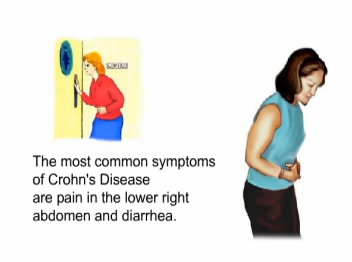 The most common symptoms
of Crohn's Disease
are pain in the lower right
abdomen and diarrhea.